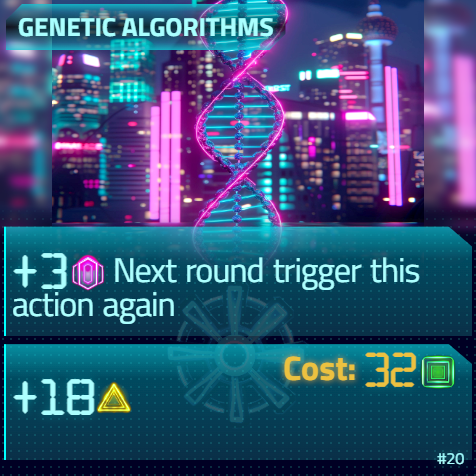 GENETIC ALGORITHMS
+3 Next round trigger this
action again
Cost: 32
+18
#20